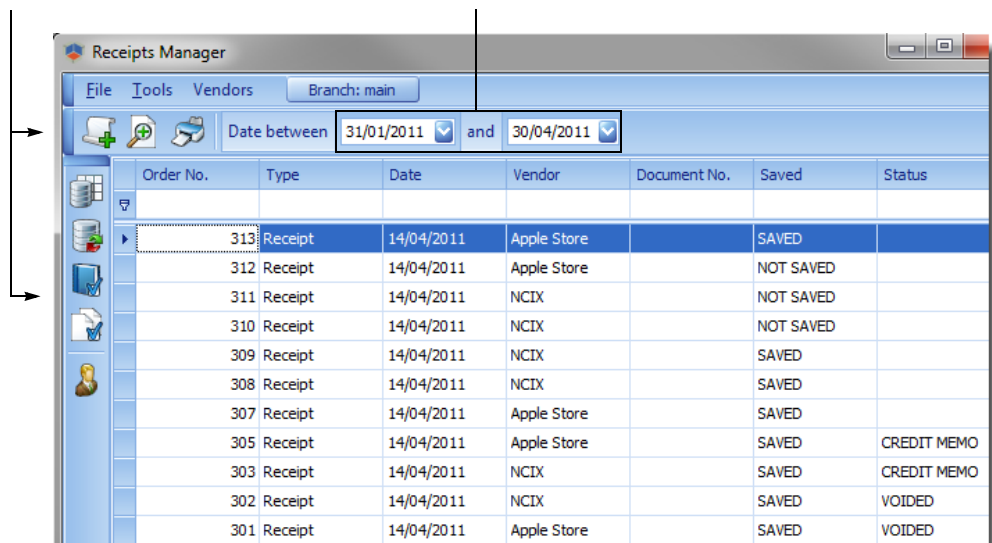 Receipts Manager
File Tools Vendors Branch: main
Date between 31/01/2011 and 30/04/2011
Order No. Type Date Vendor Document No. Saved Status
313 Receipt 14/04/2011 Apple Store SAVED
312 Receipt 14/04/2011 Apple Store NOT SAVED
311 Receipt 14/04/2011 NCIX NOT SAVED
310 Receipt 14/04/2011 NCIX NOT SAVED
309 Receipt 14/04/2011 NCIX SAVED
308 Receipt 14/04/2011 NCIX SAVED
307 Receipt 14/04/2011 Apple Store SAVED
305 Receipt 14/04/2011 Apple Store SAVED CREDIT MEMO
303 Receipt 14/04/2011 NCIX SAVED CREDIT MEMO
302 Receipt 14/04/2011 NCIX SAVED VOIDED
301 Receipt 14/04/2011 Apple Store SAVED VOIDED